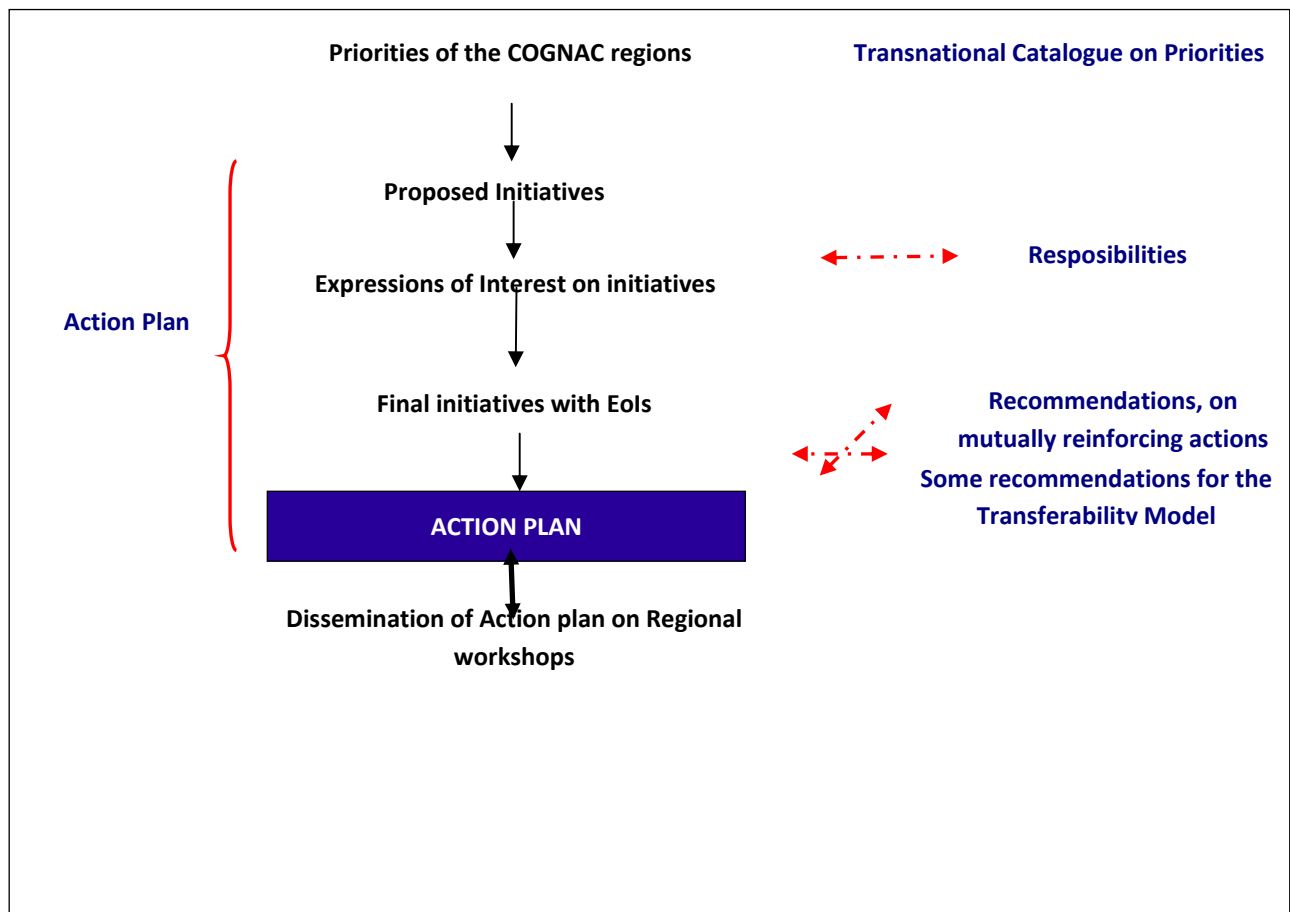 Priorities of the COGNAC regions
Transnational Catalogue on Priorities
Proposed Initiatives
Expressions of Interest on initiatives
Resposibilities
Action Plan
Final initiatives with EoIs
Recommendations, on
mutually reinforcing actions
Some recommendations for the
Transferability Model
ACTION PLAN
Dissemination of Action plan on Regional
workshops